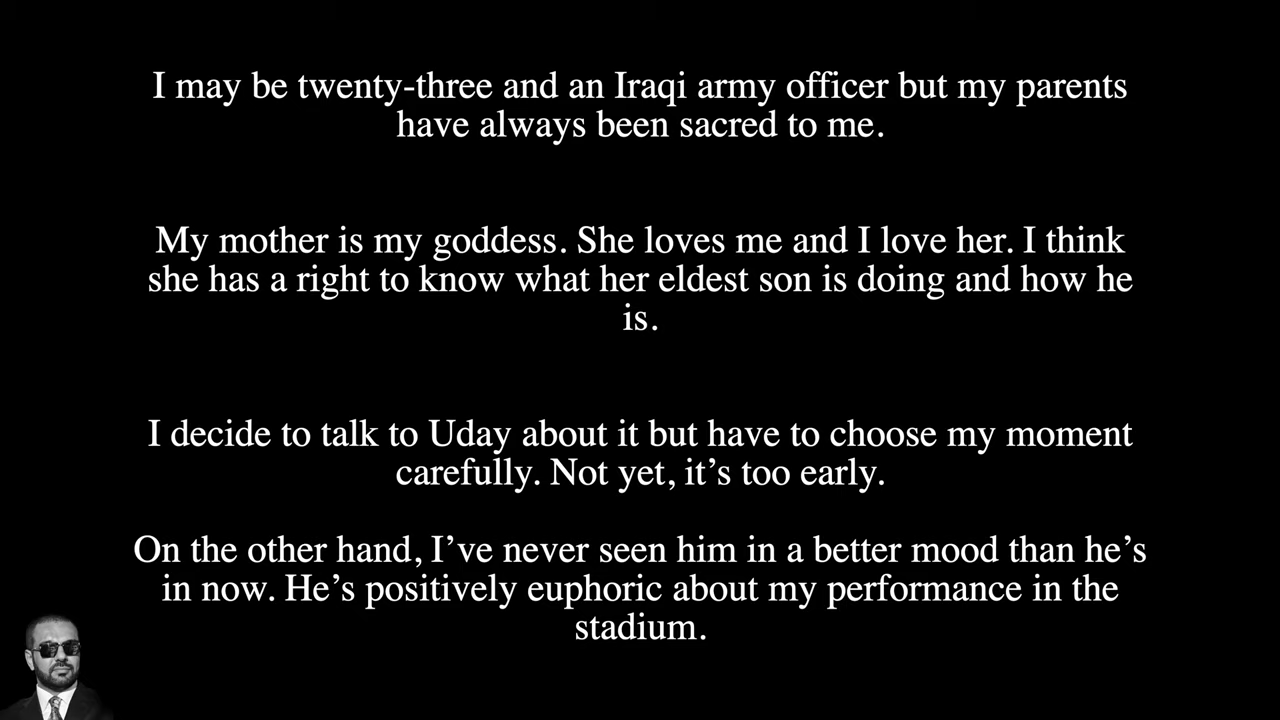 I may be twenty-three and an Iraqi army officer but my parents
have always been sacred to me.
My mother is my goddess. She loves me and I love her. I think
she has a right to know what her eldest son is doing and how he
is.
I decide to talk to Uday about it but have to choose my moment
carefully. Not yet, it’s too early.
On the other hand, I’ve never seen him in a better mood than he’s
in now. He’s positively euphoric about my performance in the
stadium.